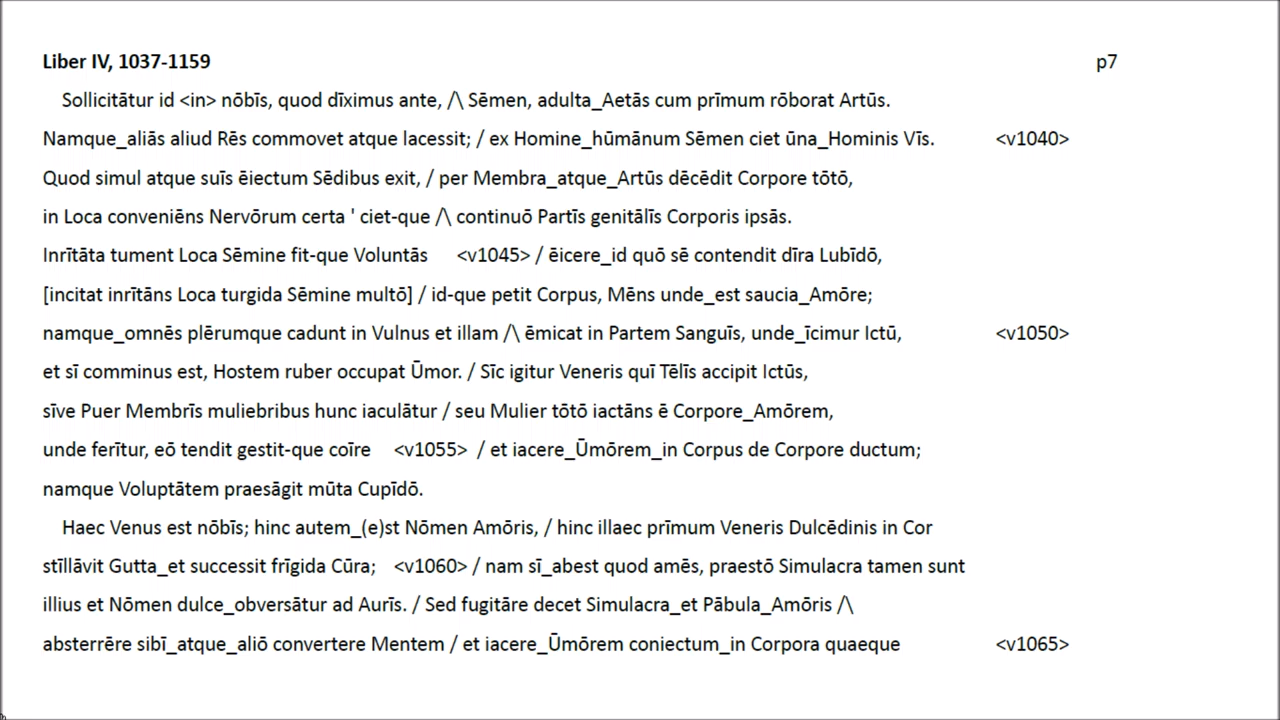 Liber IV, 1037-1159 p7
Sollicitātur id <in> nōbīs, quod dīximus ante, /\ Sēmen, adulta_Aetās cum prīmum rōborat Artūs.
Namque_aliās aliud Rēs commovet atque lacessit; / ex Homine_hūmānum Sēmen ciet ūna_Hominis Vīs. <v1040>
Quod simul atque suīs ēiectum Sēdibus exit, / per Membra_atque_Artūs dēcēdit Corpore tōtō,
in Loca conveniēns Nervōrum certa ' ciet-que /\ continuō Partīs genitālīs Corporis ipsās.
Inrītāta tument Loca Sēmine fit-que Voluntās <v1045> / ēicere_id quō sē contendit dīra Lubīdō,
[incitat inrītāns Loca turgida Sēmine multō] / id-que petit Corpus, Mēns unde_est saucia_Amōre;
namque_omnēs plērumque cadunt in Vulnus et illam /\ ēmicat in Partem Sanguīs, unde_īcimur Ictū, <v1050>
et sī comminus est, Hostem ruber occupat Ūmor. / Sīc igitur Veneris quī Tēlīs accipit Ictūs,
sīve Puer Membrīs muliebribus hunc iaculātur / seu Mulier tōtō iactāns ē Corpore_Amōrem,
unde ferītur, eō tendit gestit-que coīre <v1055> / et iacere_Ūmōrem_in Corpus de Corpore ductum;
namque Voluptātem praesāgit mūta Cupīdō.
Haec Venus est nōbīs; hinc autem_(e)st Nōmen Amōris, / hinc illaec prīmum Veneris Dulcēdinis in Cor
stīllāvit Gutta_et successit frīgida Cūra; <v1060> / nam sī_abest quod amēs, praestō Simulacra tamen sunt
illius et Nōmen dulce_obversātur ad Aurīs. / Sed fugitāre decet Simulacra_et Pābula_Amōris /\
absterrēre sibī_atque_aliō convertere Mentem / et iacere_Ūmōrem coniectum_in Corpora quaeque <v1065>